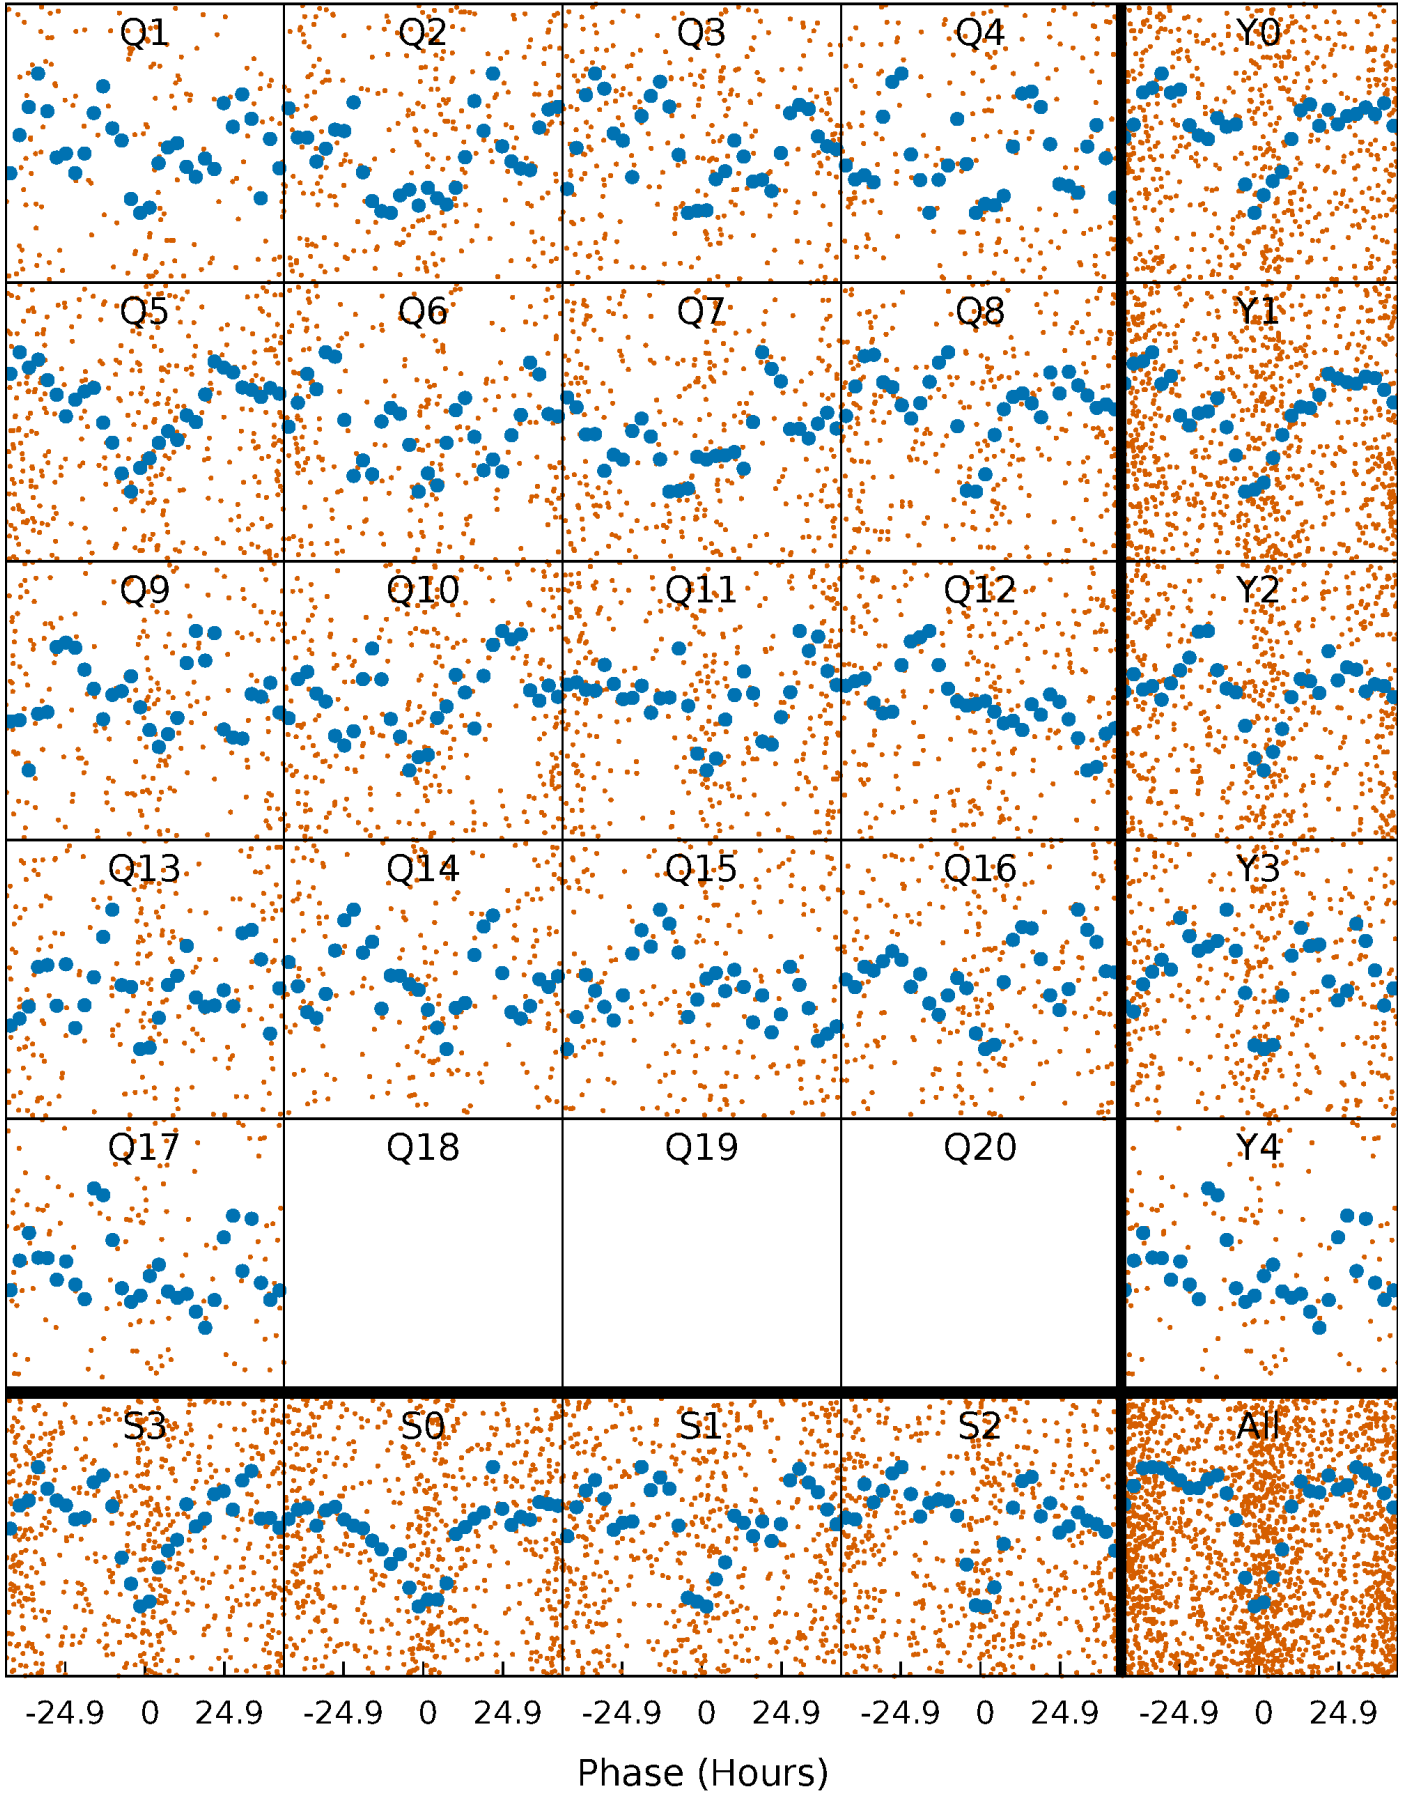 Q1 Q2 Q3 Q4 Y0
Q5 Q6 Q7 Q8 Y1
Q9 Q10 Q11 Q12 Y2
Q13 Q14 Q15 Q16 Y3
Q17 Q18 Q19 Q20 Y4
S3 S0 S1 S2 All
-24.9 0 24.9 -24.9 0 24.9 -24.9 0 24.9 -24.9 0 24.9 -24.9 0 24.9
Phase (Hours)